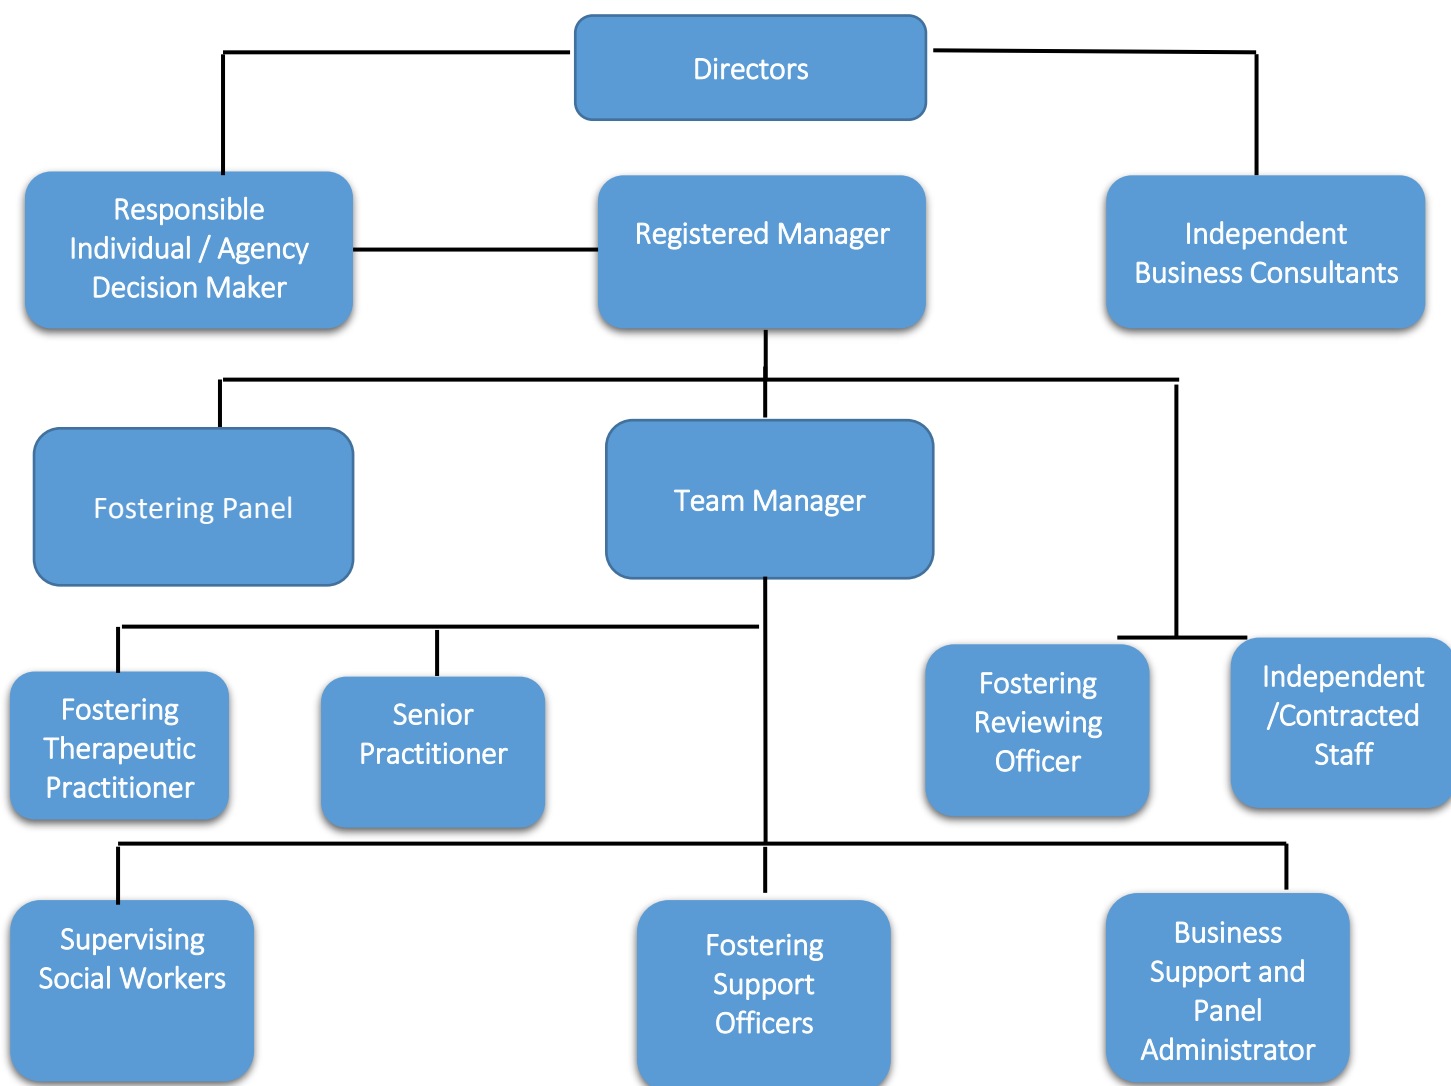 Directors
Responsible
Individual / Agency
Decision Maker
Registered Manager
Independent
Business Consultants
Fostering Panel
Team Manager
Fostering
Therapeutic
Practitioner
Senior
Practitioner
Fostering
Reviewing
Officer
Independent
/Contracted
Staff
Supervising
Social Workers
Fostering
Support
Officers
Business
Support and
Panel
Administrator